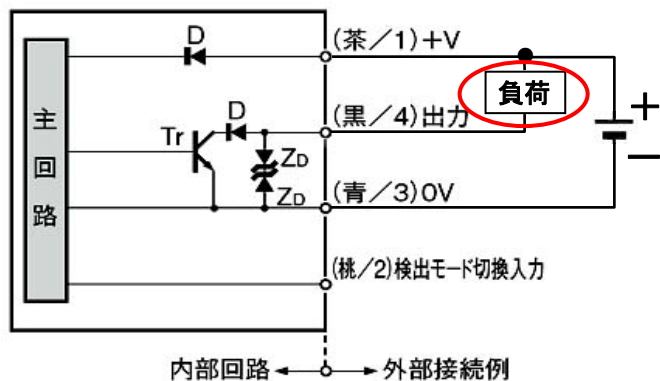 D
(茶／1)+V
負荷
D
(黒／4)出力
主回路
Tr
ZD
ZD
+
−
(青／3)0V
(桃／2)検出モード切換入力
内部回路
外部接続例